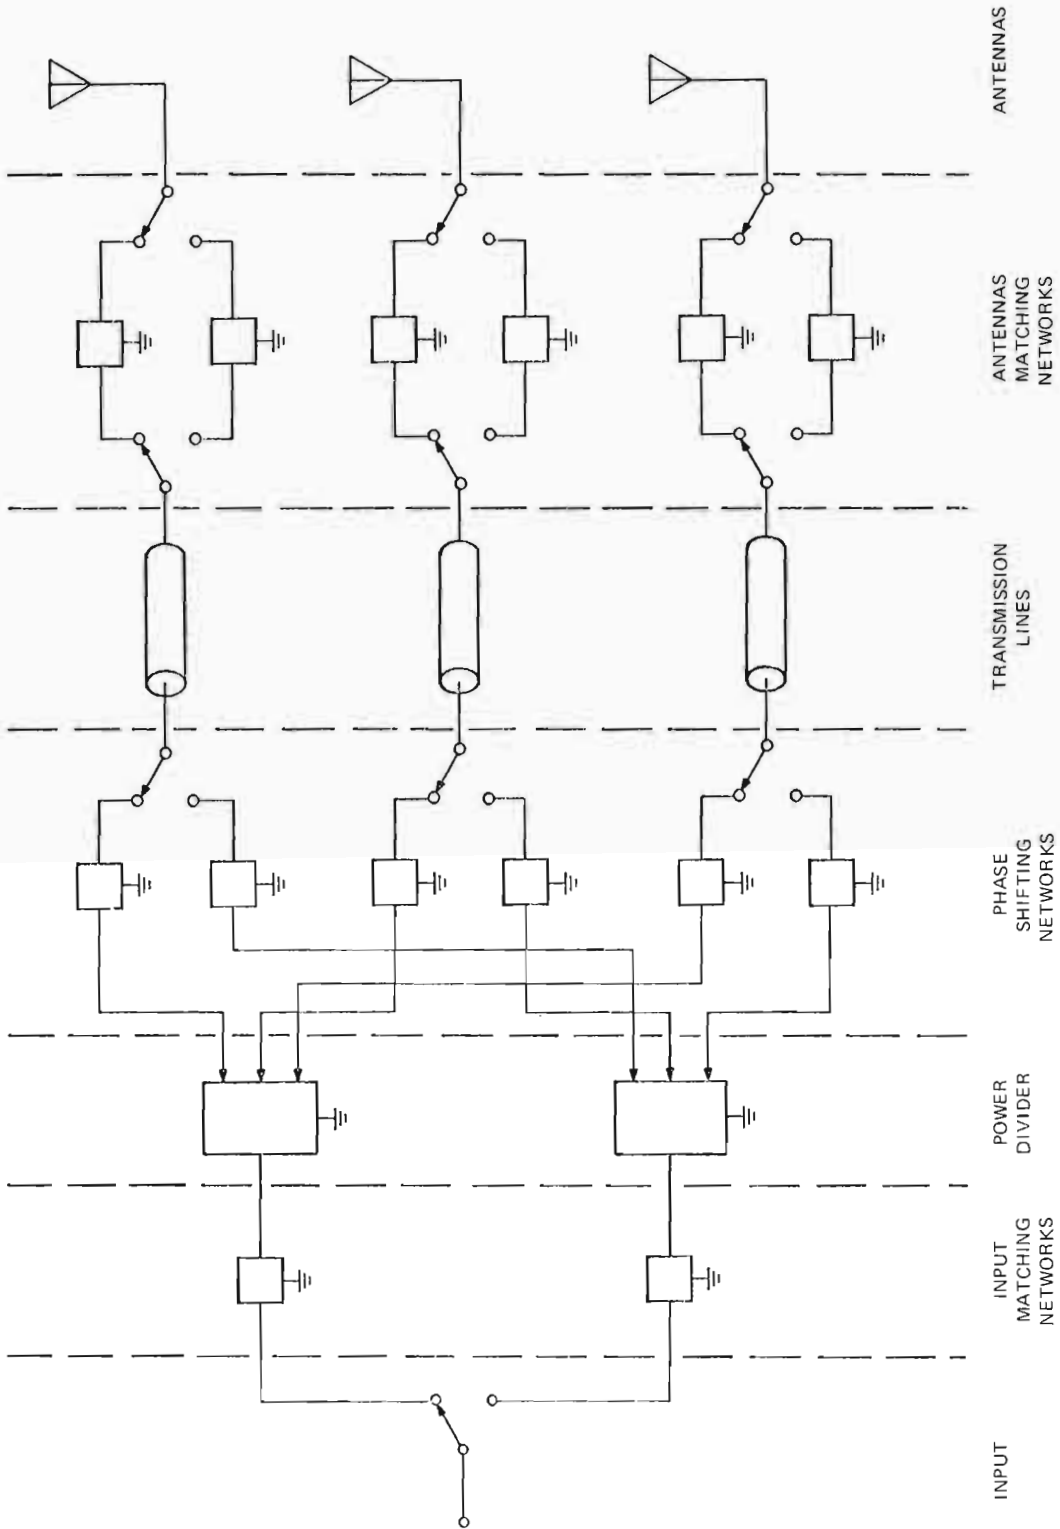 ANTENNAS
ANTENNAS
MATCHING
NETWORKS
TRANSMISSION
LINES
PHASE
SHIFTING
NETWORKS
POWER
DIVIDER
INPUT
MATCHING
NETWORKS
INPUT